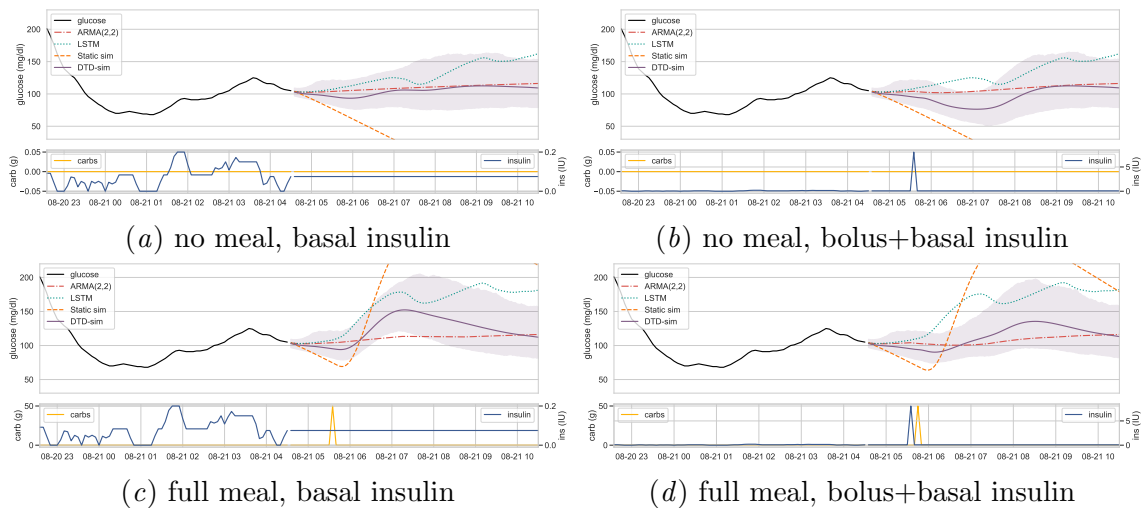 glucose
ARMA(2,2)
LSTM
Static sim
DTD-sim
glucose (mg/dl)
200
150
100
50
carbs
insulin
carb (g)
0.05
0.00
−0.05
ins (IU)
0.2
0.0
08-20 23 08-21 00 08-21 01 08-21 02 08-21 03 08-21 04 08-21 05 08-21 06 08-21 07 08-21 08 08-21 09 08-21 10
(a) no meal, basal insulin
glucose
ARMA(2,2)
LSTM
Static sim
DTD-sim
glucose (mg/dl)
200
150
100
50
carbs
insulin
carb (g)
0.05
0.00
−0.05
ins (IU)
5
0
08-20 23 08-21 00 08-21 01 08-21 02 08-21 03 08-21 04 08-21 05 08-21 06 08-21 07 08-21 08 08-21 09 08-21 10
(b) no meal, bolus+basal insulin
glucose
ARMA(2,2)
LSTM
Static sim
DTD-sim
glucose (mg/dl)
200
150
100
50
carbs
insulin
carb (g)
50
0
ins (IU)
0.2
0.0
08-20 23 08-21 00 08-21 01 08-21 02 08-21 03 08-21 04 08-21 05 08-21 06 08-21 07 08-21 08 08-21 09 08-21 10
(c) full meal, basal insulin
glucose
ARMA(2,2)
LSTM
Static sim
DTD-sim
glucose (mg/dl)
200
150
100
50
carbs
insulin
carb (g)
50
0
ins (IU)
5
0
08-20 23 08-21 00 08-21 01 08-21 02 08-21 03 08-21 04 08-21 05 08-21 06 08-21 07 08-21 08 08-21 09 08-21 10
(d) full meal, bolus+basal insulin